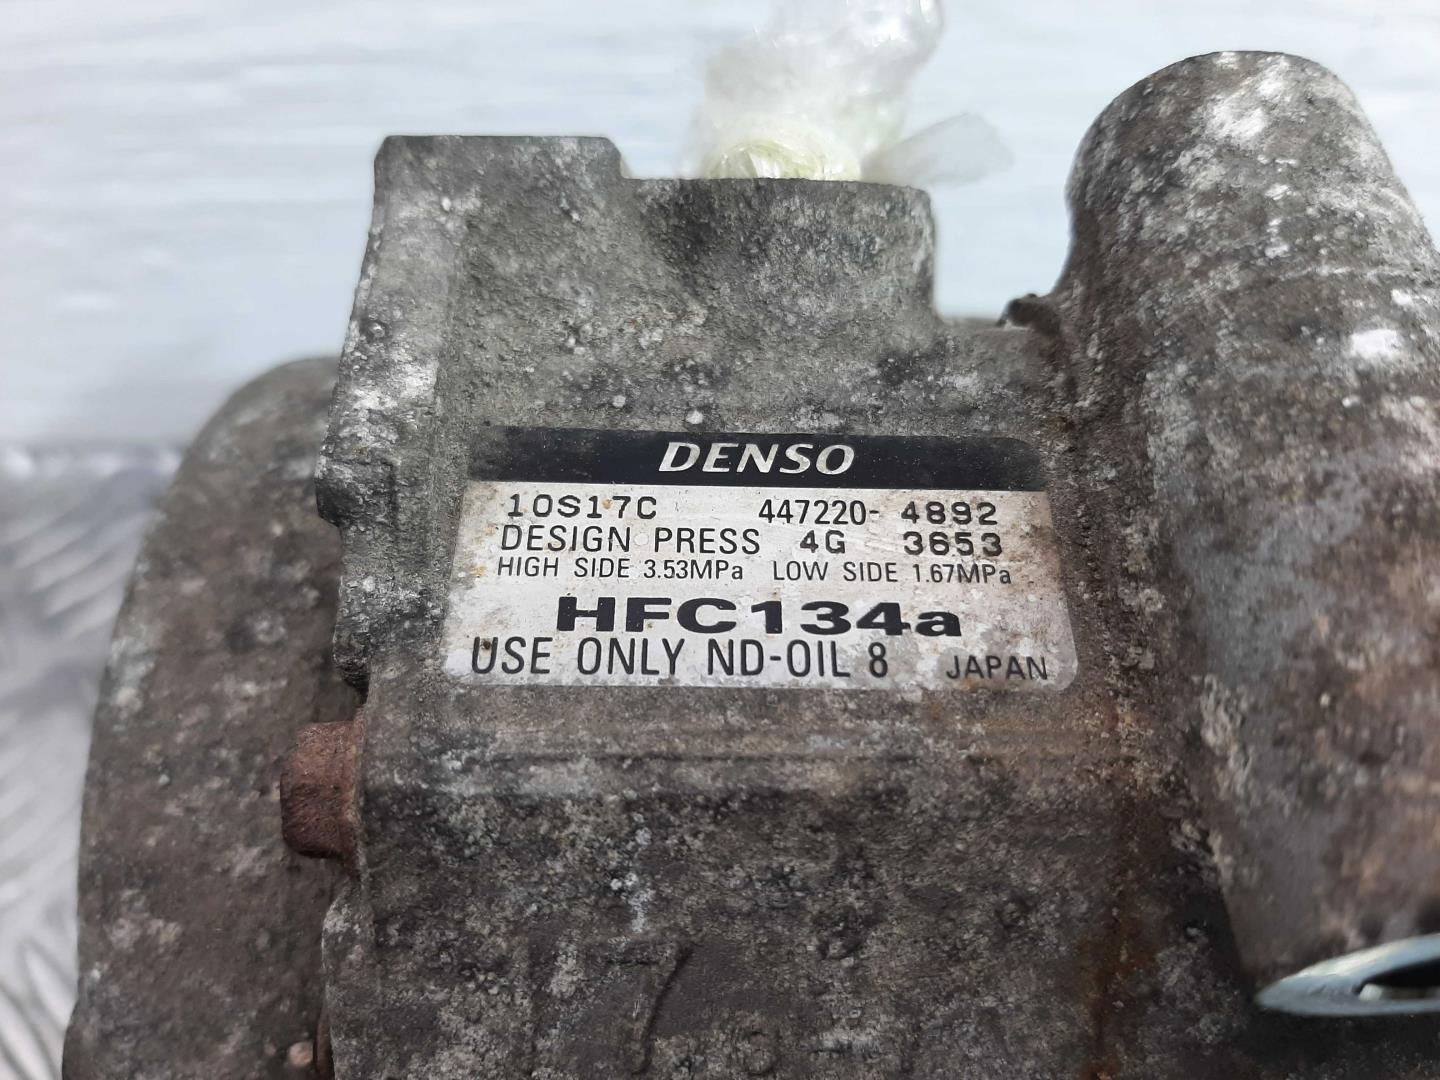 DENSO
10S17C 447220-4892
DESIGN PRESS 4G 3653
HIGH SIDE 3.53MPa LOW SIDE 1.67MPa
HFC134a
USE ONLY ND-OIL 8 JAPAN
17